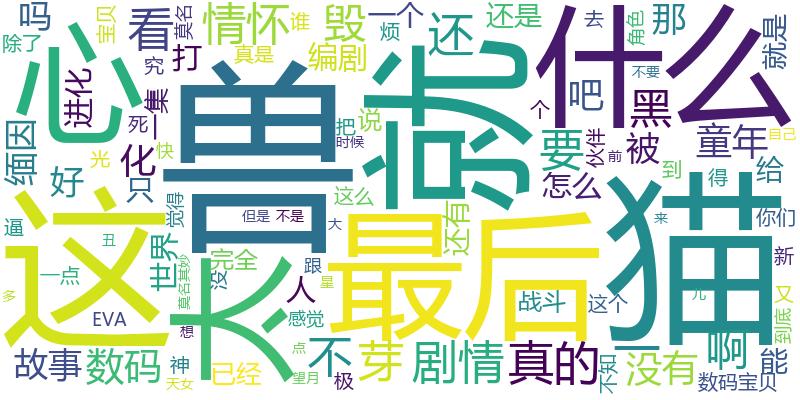 吗 除了 宝贝 莫名 看 情怀 谁 毁 一个 烦 还 还是 那 去 角色 就是
心 进化 打 究 真是 编剧 什么
一集 死 兽 把 时候 说 就 吧 个 黑 不要
缅因 好 只 化 快 光 要 伙伴 被 前 童年 自己
怎么 到 得 给
这 逼 丑 世界 觉得 但是 不是 这么 大 最后 还有 猫 来 你们
一点 完全 莫名其妙 没 跟 太 人 星 战斗 这个 儿 新 又 到底
多 EVA 想 感觉
故事 数码 神 天女 已经 点 望月 不 极 芽 剧情 真的 一 不知 没有 啊 数码宝贝 能